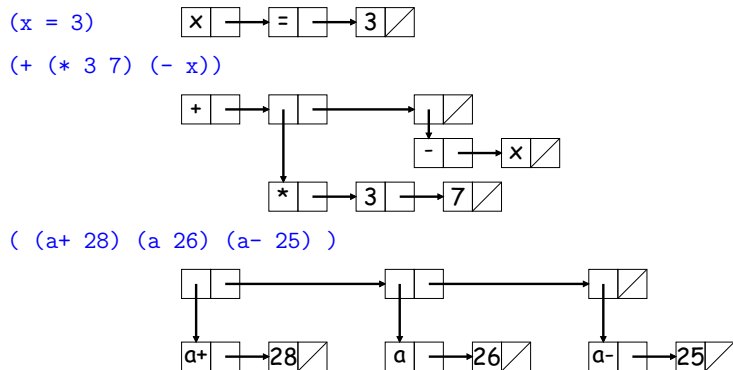 (x = 3) x = 3
(+ (* 3 7) (- x))
+
- x
* 3 7
( (a+ 28) (a 26) (a- 25) )
a+ 28 a 26 a- 25